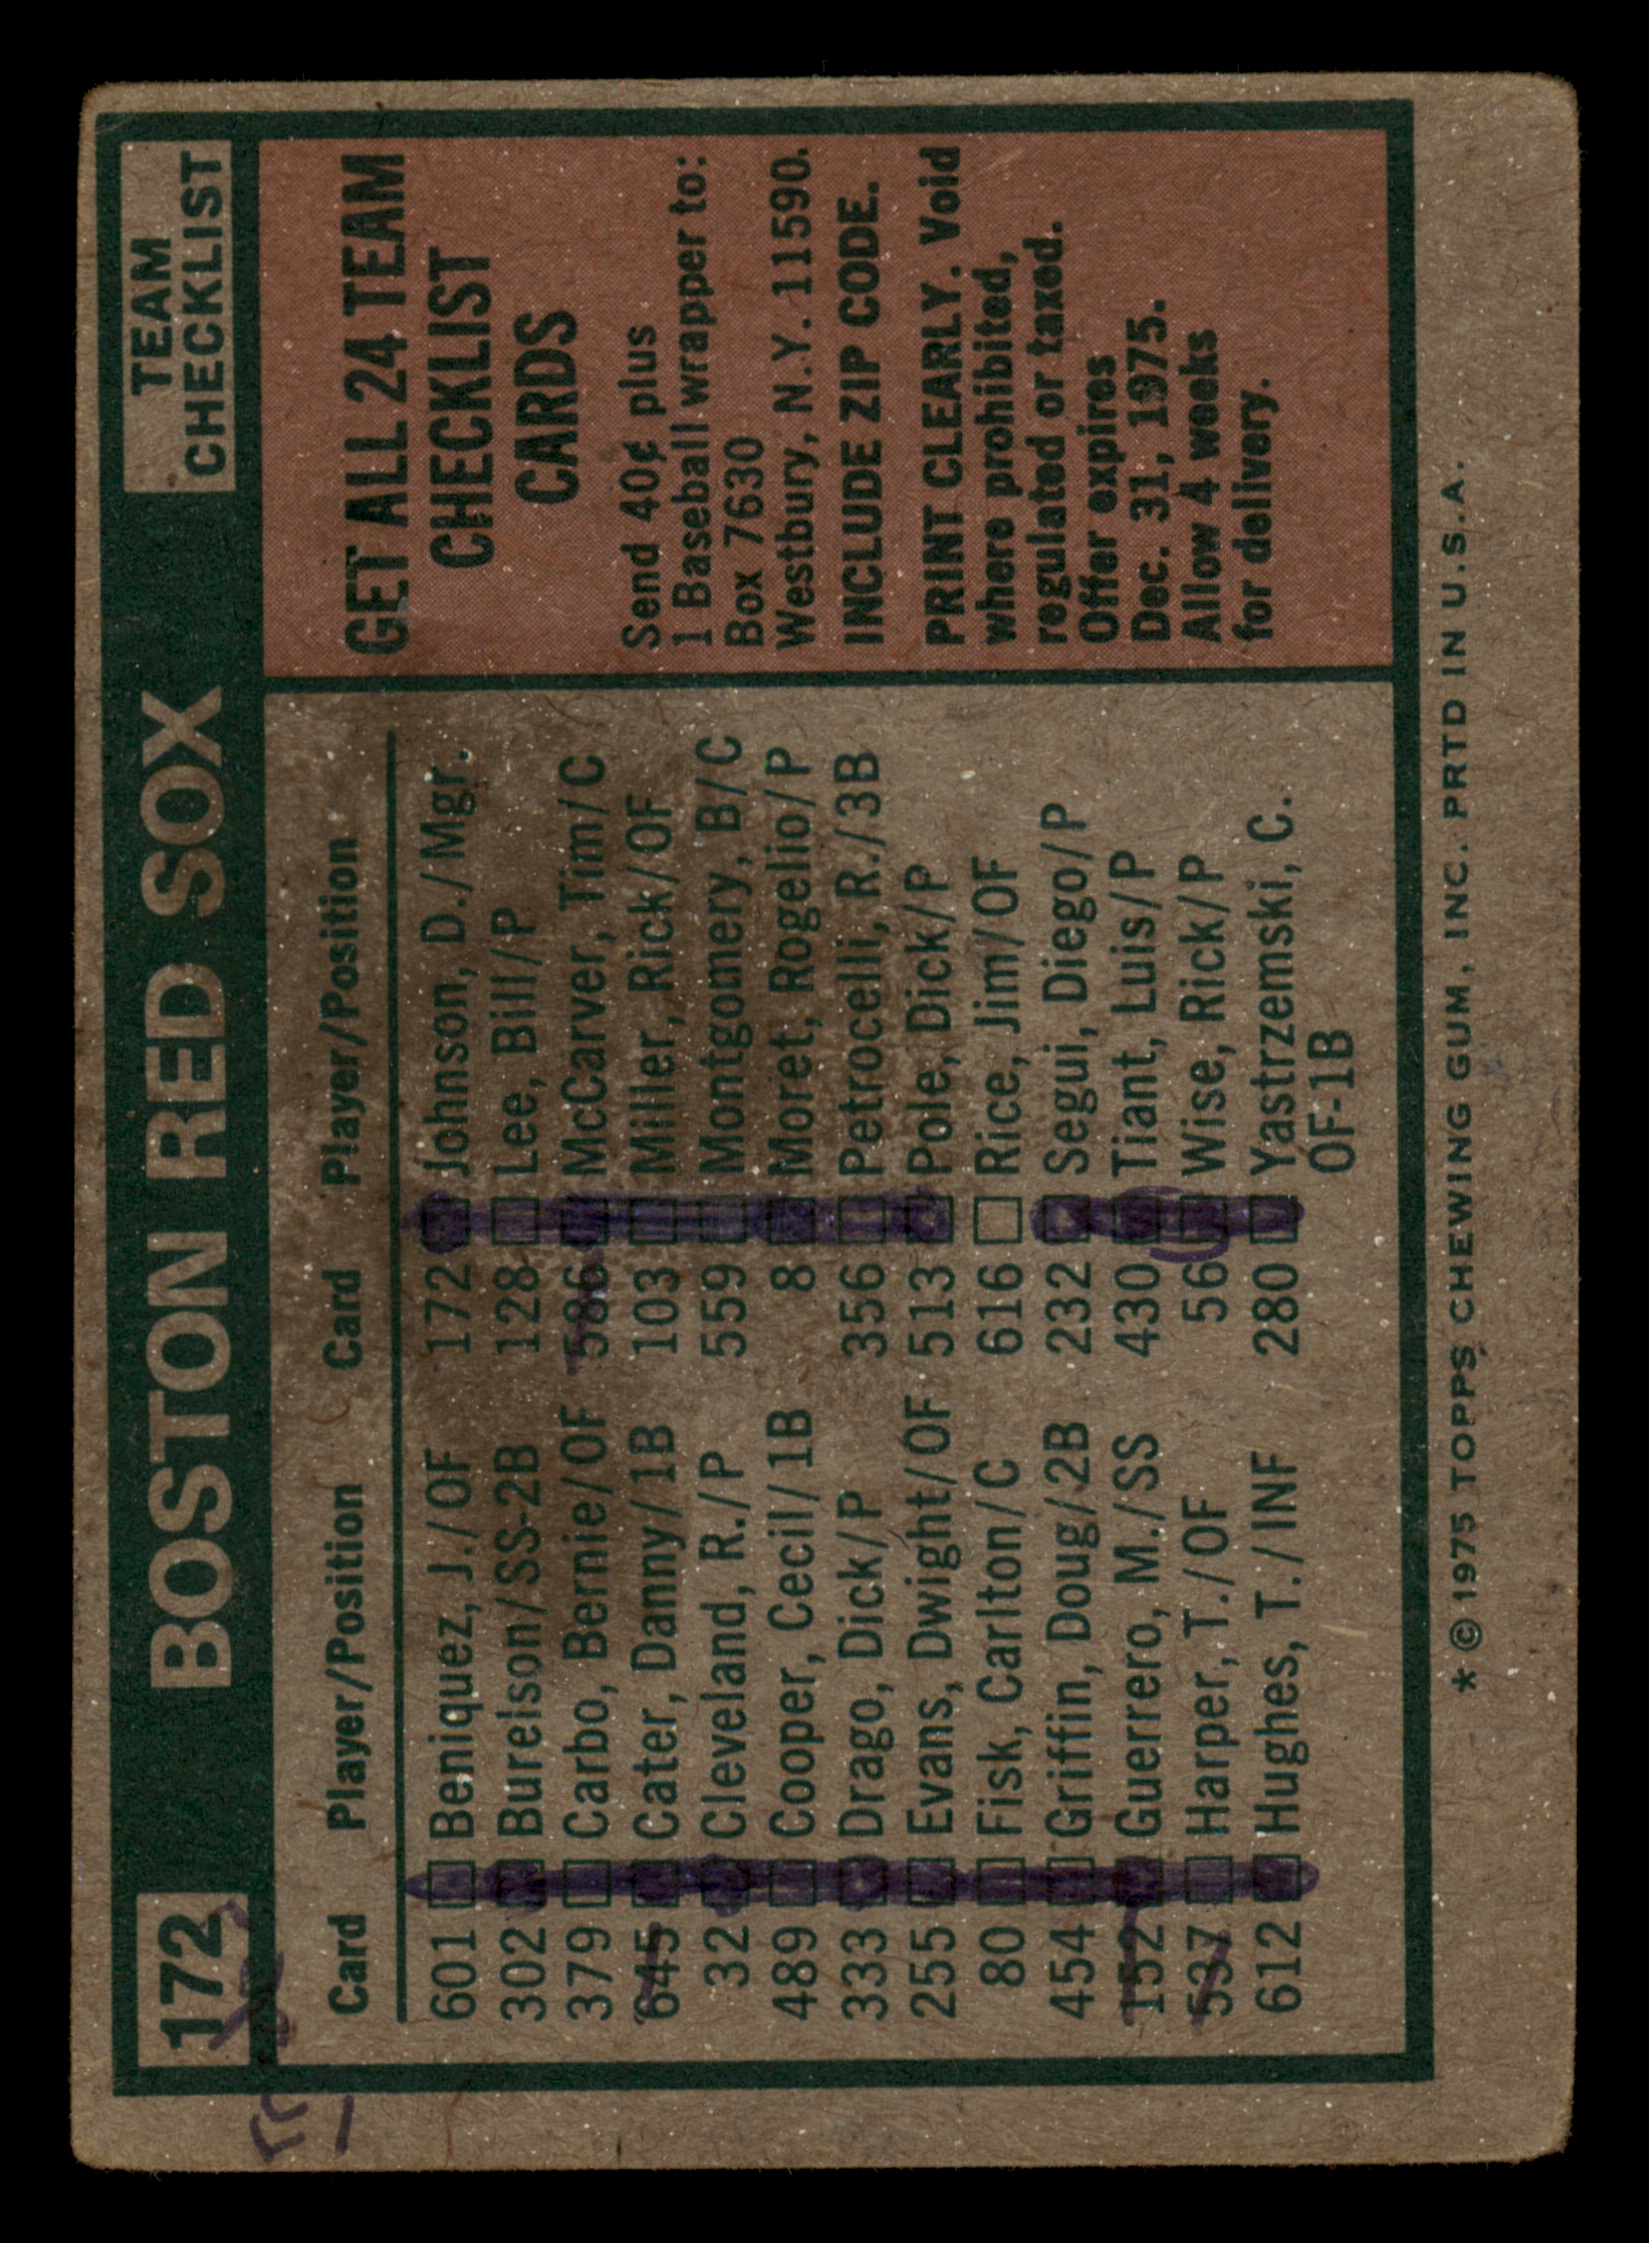 172
BOSTON RED SOX
TEAM
CHECKLIST
Card Player/Position
601 Beniquez, J./OF
302 Burelson/SS-2B
379 Carbo, Bernie/OF
645 Cater, Danny/1B
32 Cleveland, R./P
489 Cooper, Cecil/1B
333 Drago, Dick/P
255 Evans, Dwight/OF
80 Fisk, Carlton/C
454 Griffin, Doug/2B
152 Guerrero, M./SS
537 Harper, T./OF
612 Hughes, T./INF
Card Player/Position
172 Johnson, D./Mgr.
128 Lee, Bill/P
586 McCarver, Tim/C
103 Miller, Rick/OF
559 Montgomery, B/C
8 Moret, Rogelio/P
356 Petrocelli, R./3B
513 Pole, Dick/P
616 Rice, Jim/OF
232 Segui, Diego/P
430 Tiant, Luis/P
56 Wise, Rick/P
280 Yastrzemski, C.
OF-1B
GET ALL 24 TEAM
CHECKLIST
CARDS
Send 40¢ plus
1 Baseball wrapper to:
Box 7630
Westbury, N.Y. 11590.
INCLUDE ZIP CODE.
PRINT CLEARLY. Void
where prohibited,
regulated or taxed.
Offer expires
Dec. 31, 1975.
Allow 4 weeks
for delivery.
* © 1975 TOPPS CHEWING GUM, INC. PRTD IN U.S.A.